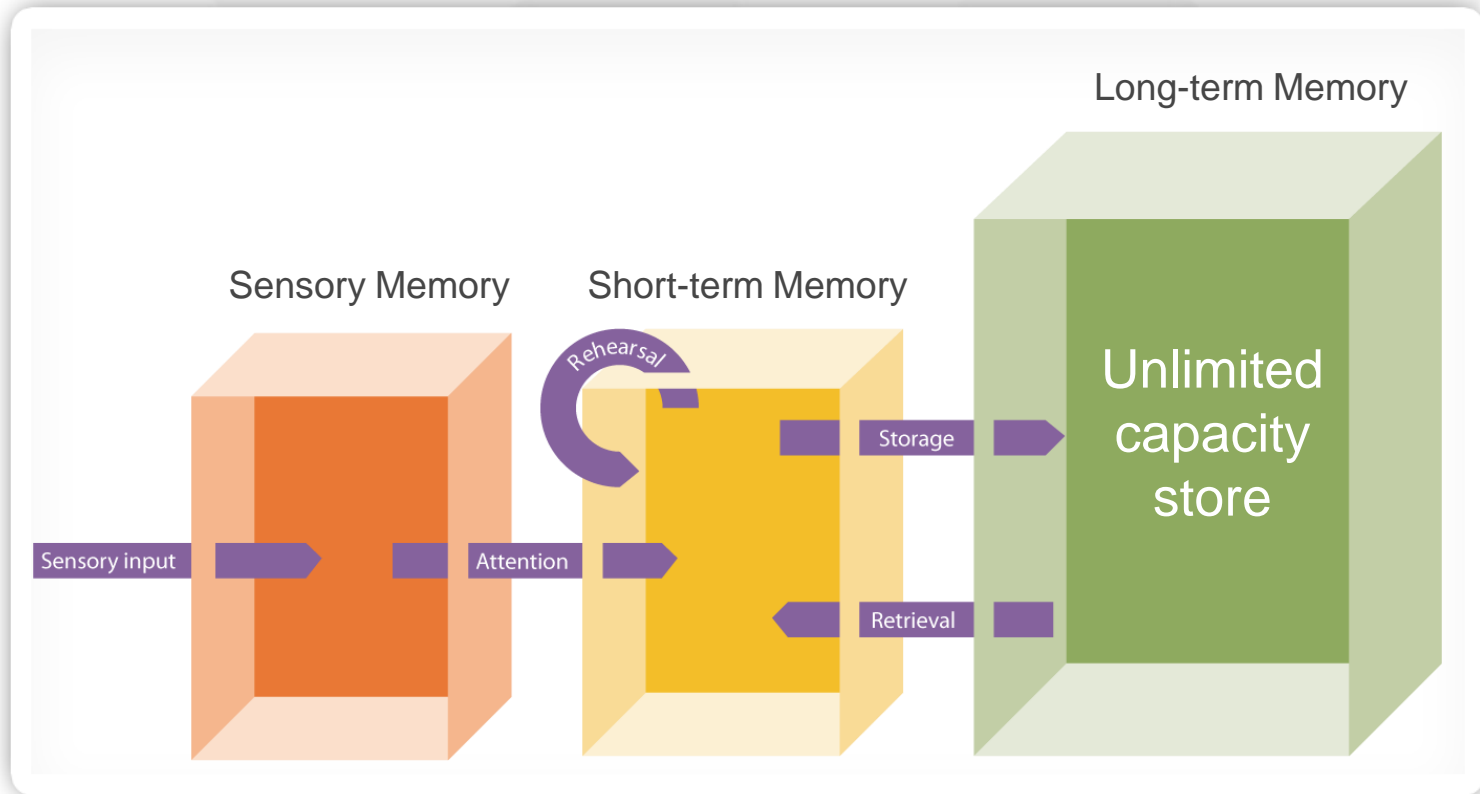 Long-term Memory
Sensory Memory
Short-term Memory
Rehearsal
Unlimited
capacity
store
Storage
Sensory input
Attention
Retrieval